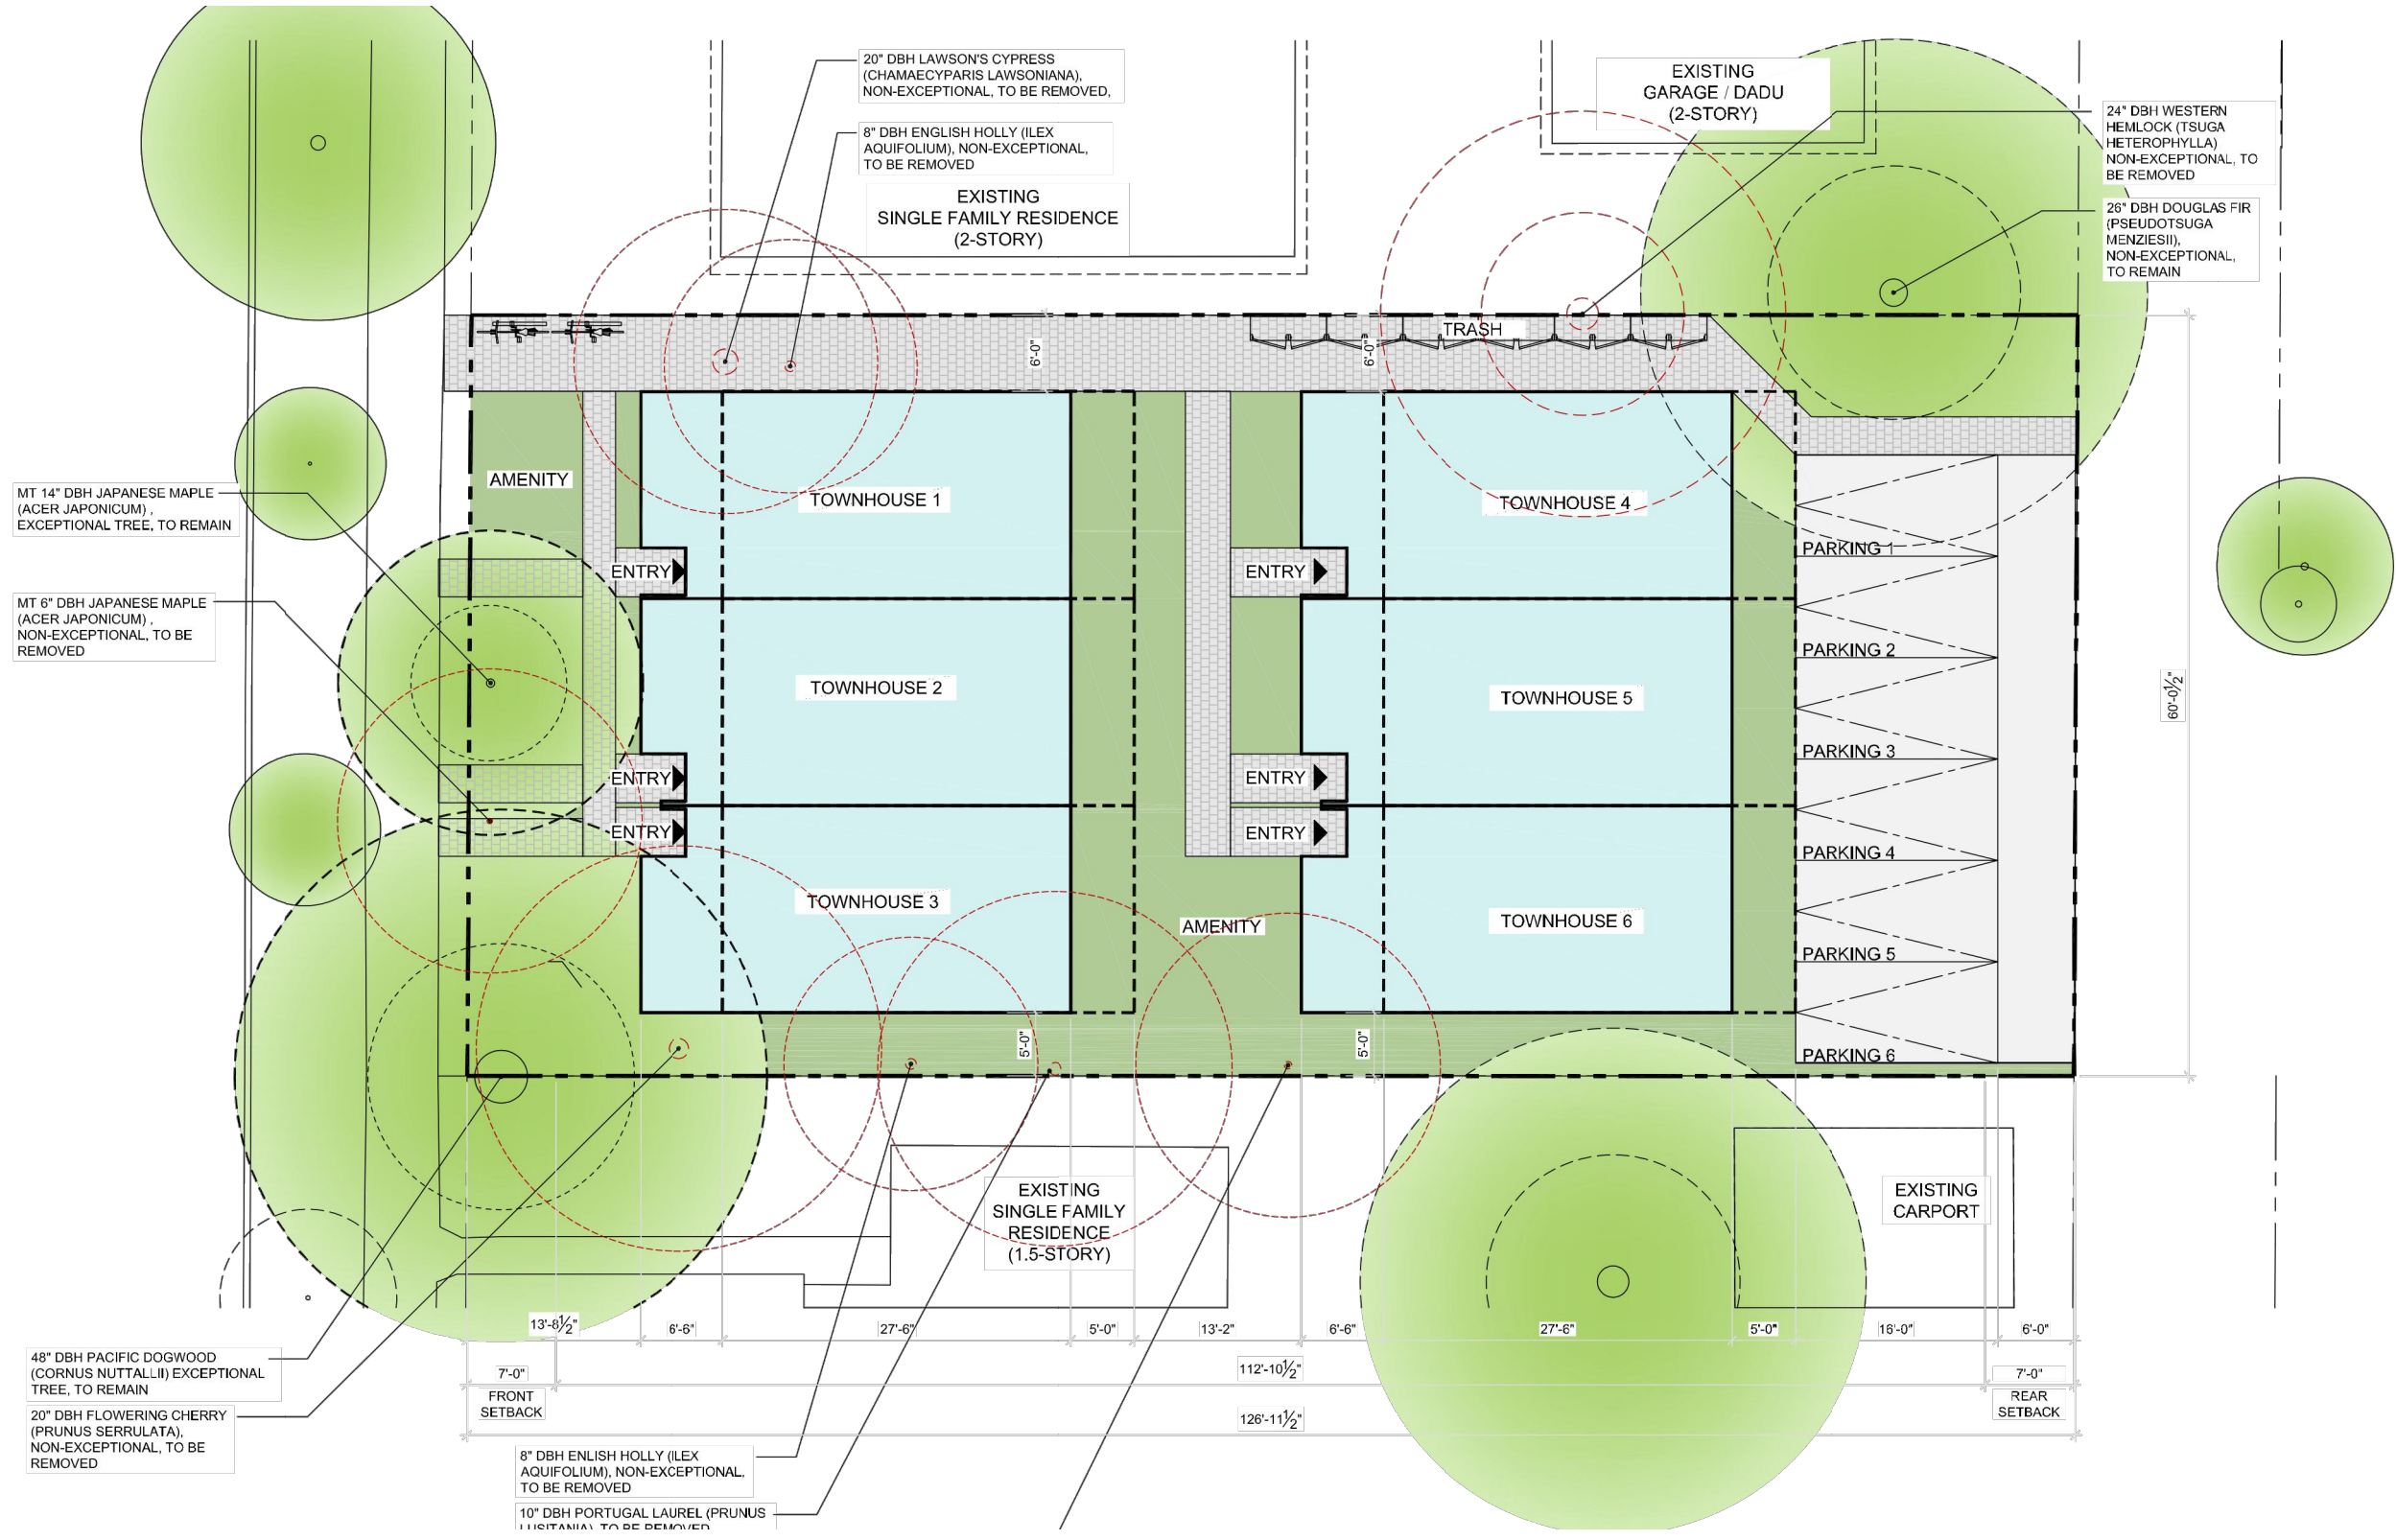 20" DBH LAWSON'S CYPRESS
(CHAMAECYPARIS LAWSONIANA),
NON-EXCEPTIONAL, TO BE REMOVED,
8" DBH ENGLISH HOLLY (ILEX
AQUIFOLIUM), NON-EXCEPTIONAL,
TO BE REMOVED
EXISTING
SINGLE FAMILY RESIDENCE
(2-STORY)
EXISTING
GARAGE / DADU
(2-STORY)
24" DBH WESTERN
HEMLOCK (TSUGA
HETEROPHYLLA)
NON-EXCEPTIONAL, TO
BE REMOVED
26" DBH DOUGLAS FIR
(PSEUDOTSUGA
MENZIESII),
NON-EXCEPTIONAL,
TO REMAIN
TRASH
6'-0"
6'-0"
AMENITY
TOWNHOUSE 1
TOWNHOUSE 4
MT 14" DBH JAPANESE MAPLE
(ACER JAPONICUM) ,
EXCEPTIONAL TREE, TO REMAIN
PARKING 1
ENTRY
ENTRY
MT 6" DBH JAPANESE MAPLE
(ACER JAPONICUM) ,
NON-EXCEPTIONAL, TO BE
REMOVED
PARKING 2
TOWNHOUSE 2
TOWNHOUSE 5
60'-0½"
PARKING 3
ENTRY
ENTRY
ENTRY
ENTRY
PARKING 4
TOWNHOUSE 3
AMENITY
TOWNHOUSE 6
PARKING 5
5'-0"
5'-0"
PARKING 6
EXISTING
SINGLE FAMILY
RESIDENCE
(1.5-STORY)
EXISTING
CARPORT
13'-8½"
6'-6"
27'-6"
5'-0"
13'-2"
6'-6"
27'-6"
5'-0"
16'-0"
6'-0"
7'-0"
112'-10½"
7'-0"
FRONT
SETBACK
REAR
SETBACK
126'-11½"
48" DBH PACIFIC DOGWOOD
(CORNUS NUTTALLII) EXCEPTIONAL
TREE, TO REMAIN
20" DBH FLOWERING CHERRY
(PRUNUS SERRULATA),
NON-EXCEPTIONAL, TO BE
REMOVED
8" DBH ENLISH HOLLY (ILEX
AQUIFOLIUM), NON-EXCEPTIONAL,
TO BE REMOVED
10" DBH PORTUGAL LAUREL (PRUNUS
LUSITANIA), TO BE REMOVED